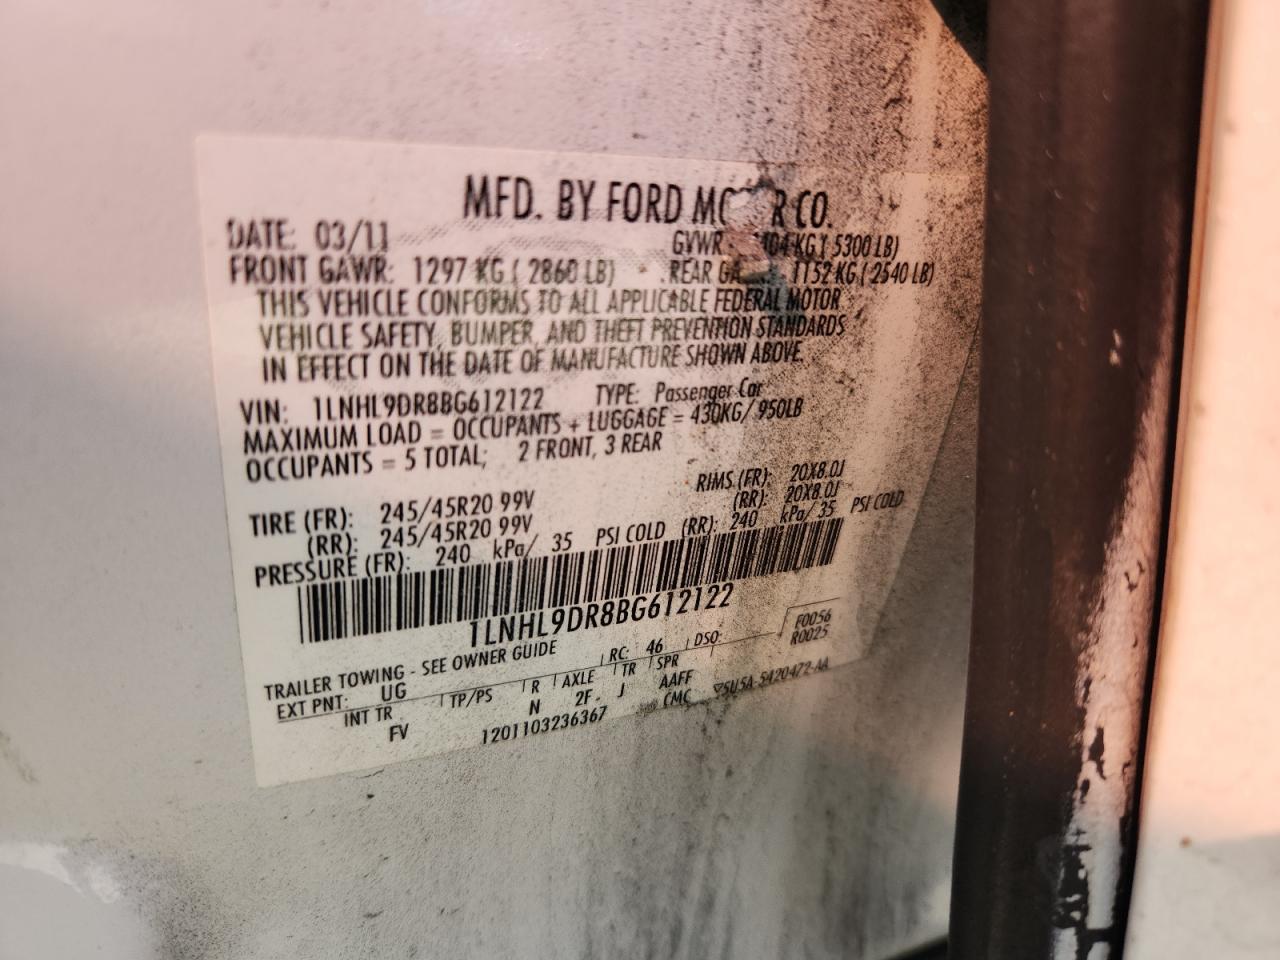 MFD. BY FORD CO.
DATE: 03/11 GVWR KG ( 5300 LB)
FRONT GAWR: 1297 KG ( 2860 LB) REAR 1152 KG ( 2540 LB)
THIS VEHICLE CONFORMS TO ALL APPLICABLE FEDERAL MOTOR
VEHICLE SAFETY, BUMPER, AND THEFT PREVENTION STANDARDS
IN EFFECT ON THE DATE OF MANUFACTURE SHOWN ABOVE.
VIN: 1LNHL9DR8BG612122 TYPE: Passenger Car
MAXIMUM LOAD = OCCUPANTS + LUGGAGE = 430KG/ 950LB
OCCUPANTS = 5 TOTAL; 2 FRONT, 3 REAR
TIRE (FR): 245/45R20 99V RIMS (FR): 20X8.0J
(RR): 245/45R20 99V (RR): 20X8.0J
PRESSURE (FR): 240 kPa/ 35 PSI COLD (RR): 240 kPa/ 35 PSI COLD
1LNHL9DR8BG612122
TRAILER TOWING - SEE OWNER GUIDE F0056
EXT PNT: UG RC: 46 DSO: R0025
INT TR TP/PS R AXLE TR SPR
FV N 2F J AAFF
1201103236367 CMC 5U5A-5420472-AA